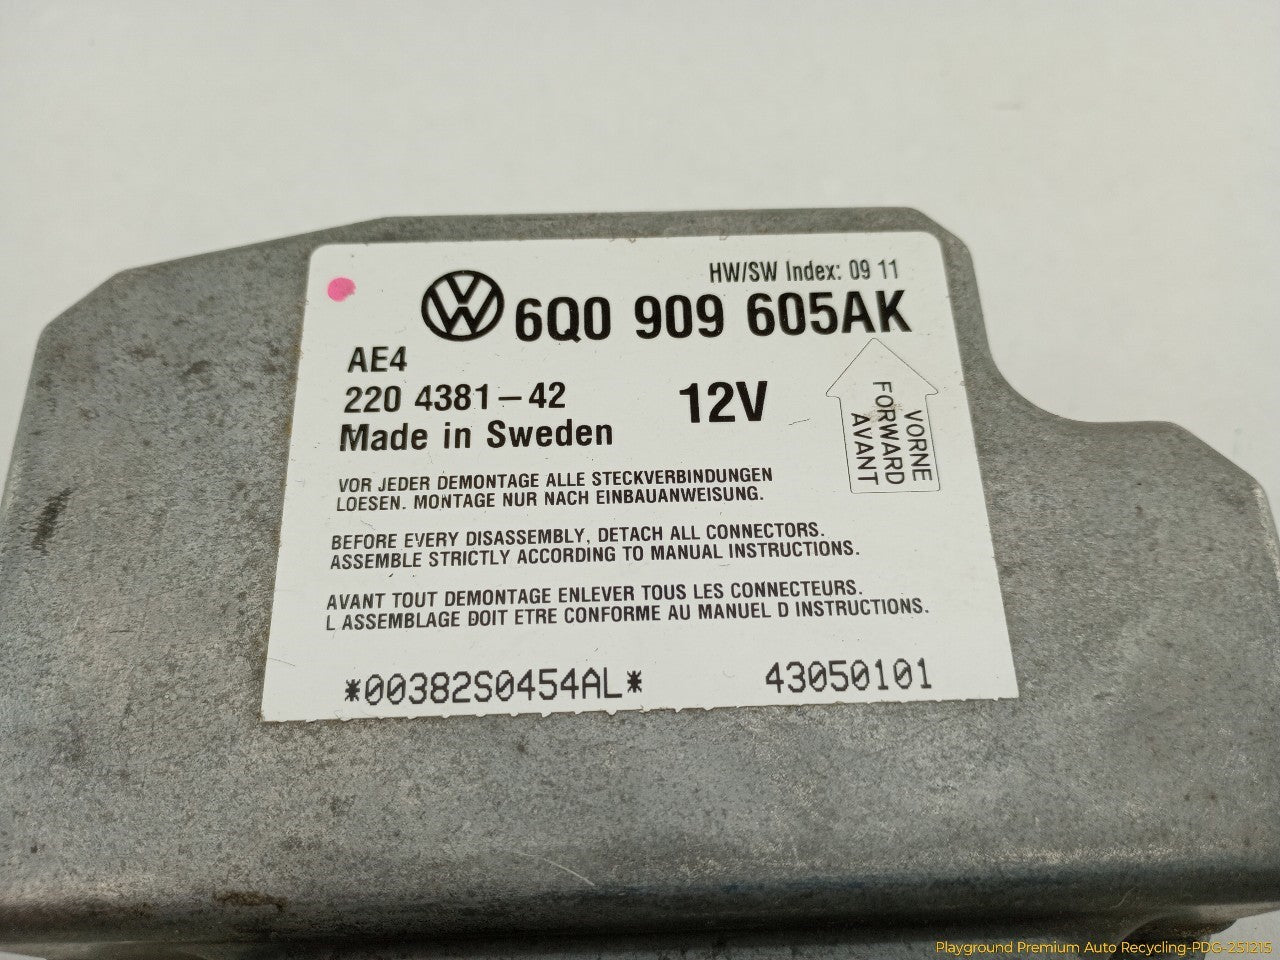 HW/SW Index: 09 11
6Q0 909 605AK
AE4
220 4381-42
12V
Made in Sweden
VORNE
FORWARD
AVANT
VOR JEDER DEMONTAGE ALLE STECKVERBINDUNGEN
LOESEN. MONTAGE NUR NACH EINBAUANWEISUNG.
BEFORE EVERY DISASSEMBLY, DETACH ALL CONNECTORS.
ASSEMBLE STRICTLY ACCORDING TO MANUAL INSTRUCTIONS.
AVANT TOUT DEMONTAGE ENLEVER TOUS LES CONNECTEURS.
L ASSEMBLAGE DOIT ETRE CONFORME AU MANUEL D INSTRUCTIONS.
*00382S0454AL*
43050101
Playground Premium Auto Recycling-PDG-251215